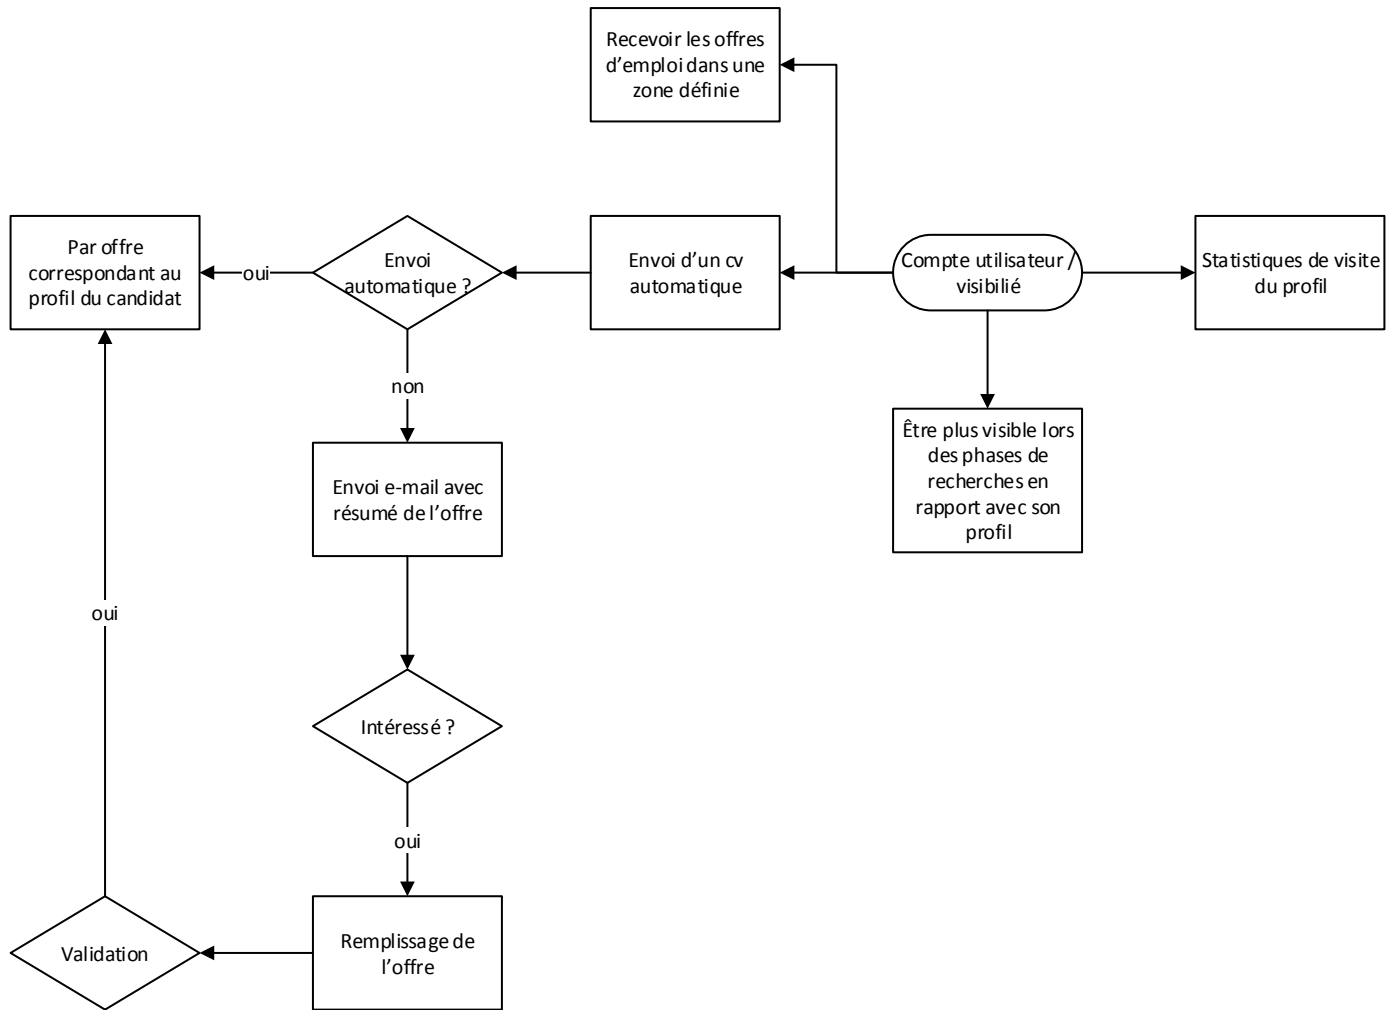 Recevoir les offres
d’emploi dans une
zone définie
Par offre
correspondant au
profil du candidat
oui
Envoi
automatique ?
Envoi d’un cv
automatique
Compte utilisateur /
visibilié
Statistiques de visite
du profil
non
Être plus visible lors
des phases de
recherches en
rapport avec son
profil
Envoi e-mail avec
résumé de l’offre
oui
Intéressé ?
oui
Validation
Remplissage de
l’offre